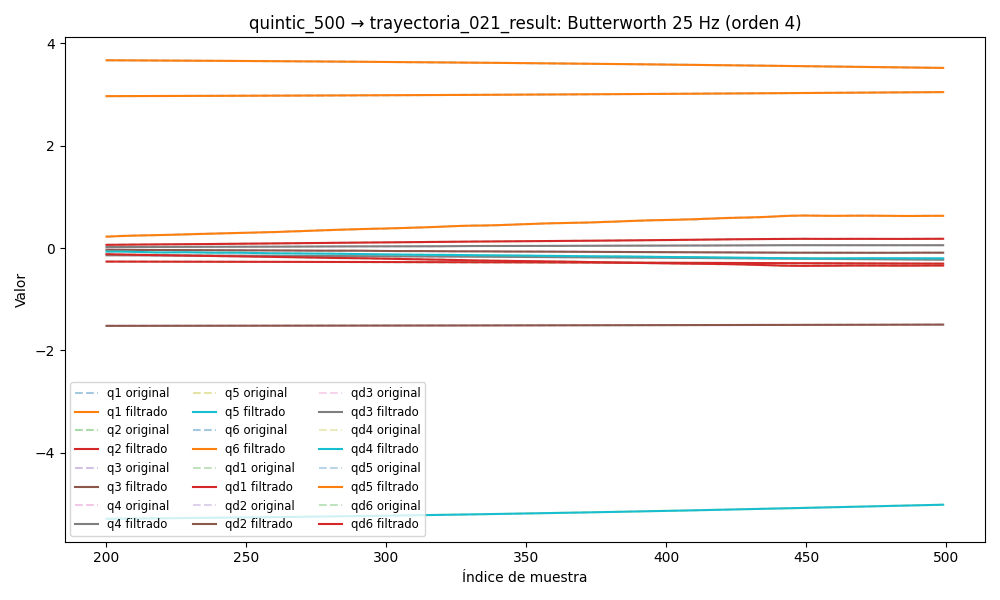 quintic_500 → trayectoria_021_result: Butterworth 25 Hz (orden 4)
4
2
0
−2
−4
Valor
q1 original
q1 filtrado
q2 original
q2 filtrado
q3 original
q3 filtrado
q4 original
q4 filtrado
q5 original
q5 filtrado
q6 original
q6 filtrado
qd1 original
qd1 filtrado
qd2 original
qd2 filtrado
qd3 original
qd3 filtrado
qd4 original
qd4 filtrado
qd5 original
qd5 filtrado
qd6 original
qd6 filtrado
200
250
300
350
400
450
500
Índice de muestra